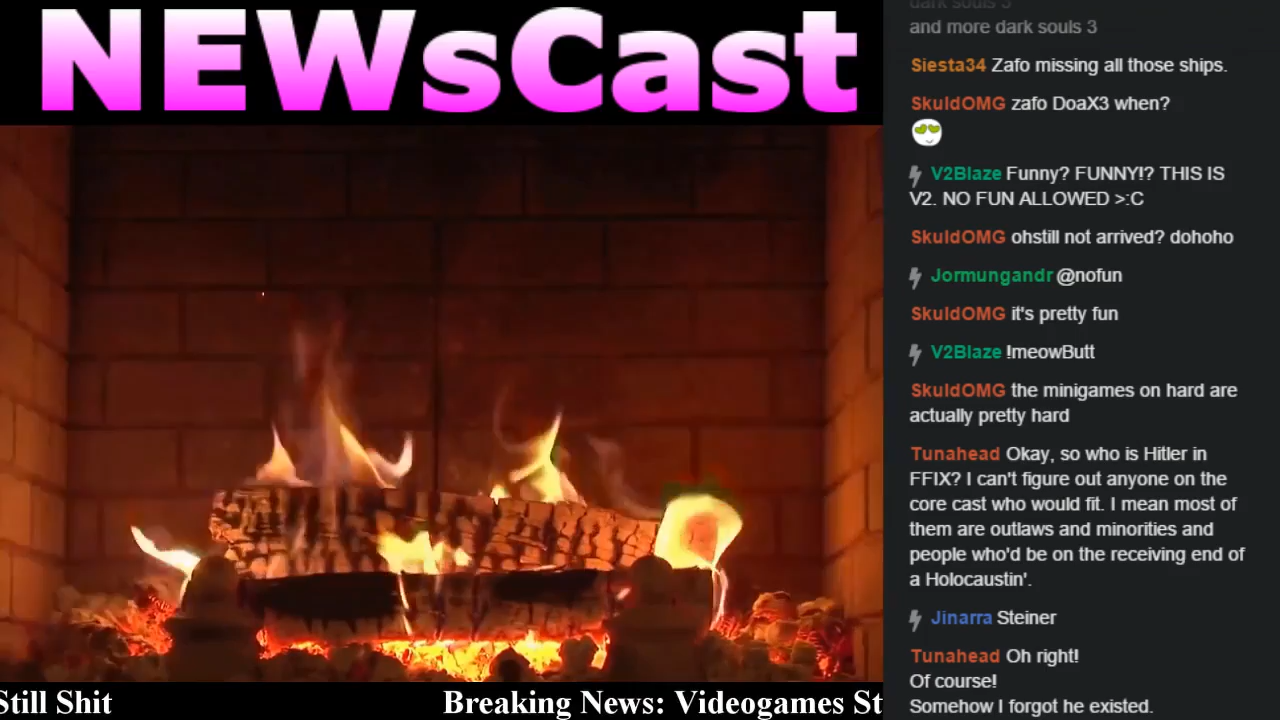 NEWsCast
dark souls 3
and more dark souls 3
Siesta34 Zafo missing all those ships.
SkuldOMG zafo DoaX3 when?
V2Blaze Funny? FUNNY!? THIS IS
V2. NO FUN ALLOWED >:C
SkuldOMG ohstill not arrived? dohoho
Jormungandr @nofun
SkuldOMG it's pretty fun
V2Blaze !meowButt
SkuldOMG the minigames on hard are
actually pretty hard
Tunahead Okay, so who is Hitler in
FFIX? I can't figure out anyone on the
core cast who would fit. I mean most of
them are outlaws and minorities and
people who'd be on the receiving end of
a Holocaustin'.
Jinarra Steiner
Tunahead Oh right!
Of course!
Somehow I forgot he existed.
Still Shit Breaking News: Videogames St